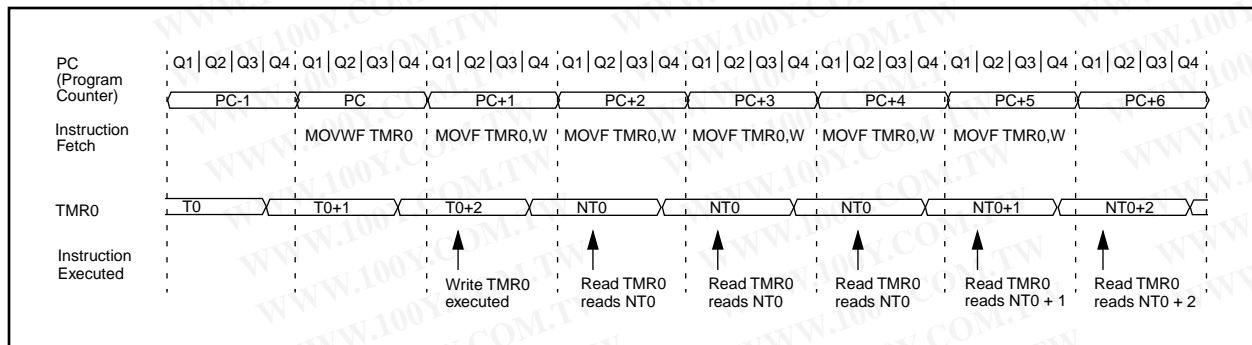 PC
(Program
Counter)
Q1 Q2 Q3 Q4 Q1 Q2 Q3 Q4 Q1 Q2 Q3 Q4 Q1 Q2 Q3 Q4 Q1 Q2 Q3 Q4 Q1 Q2 Q3 Q4 Q1 Q2 Q3 Q4 Q1 Q2 Q3 Q4
PC-1 PC PC+1 PC+2 PC+3 PC+4 PC+5 PC+6
Instruction
Fetch
MOVWF TMR0 MOVF TMR0,W MOVF TMR0,W MOVF TMR0,W MOVF TMR0,W MOVF TMR0,W
TMR0
T0 T0+1 T0+2 NT0 NT0 NT0 NT0+1 NT0+2
Instruction
Executed
Write TMR0
executed
Read TMR0
reads NT0
Read TMR0
reads NT0
Read TMR0
reads NT0
Read TMR0
reads NT0 + 1
Read TMR0
reads NT0 + 2
WWW.100Y.COM.TW